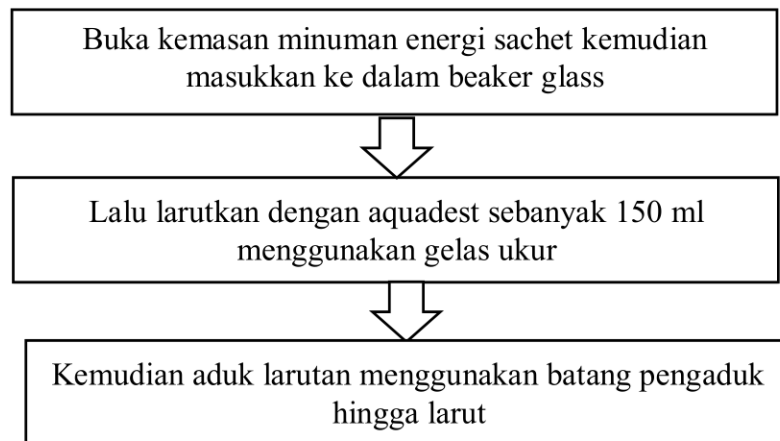 Buka kemasan minuman energi sachet kemudian
masukkan ke dalam beaker glass
Lalu larutkan dengan aquadest sebanyak 150 ml
menggunakan gelas ukur
Kemudian aduk larutan menggunakan batang pengaduk
hingga larut